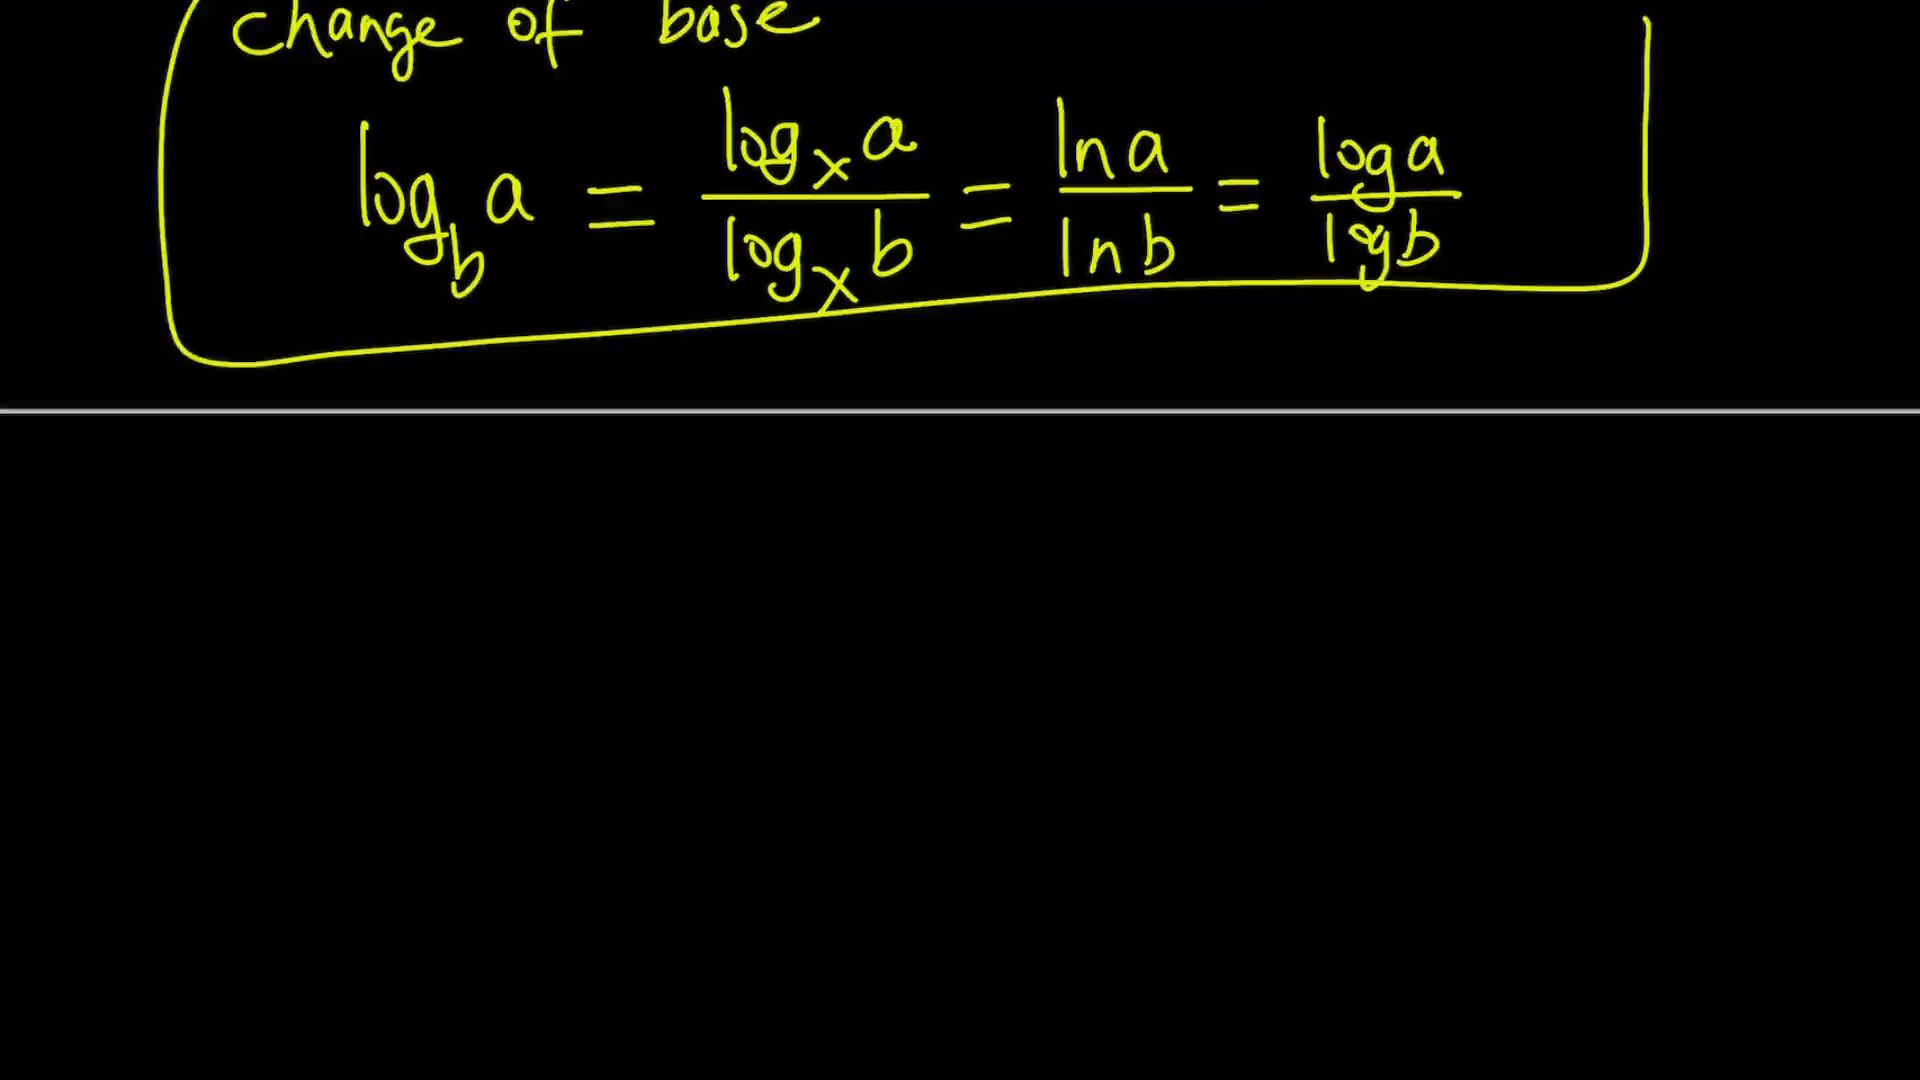 change of base
log_b a = log_x a / log_x b = ln a / ln b = log a / log b